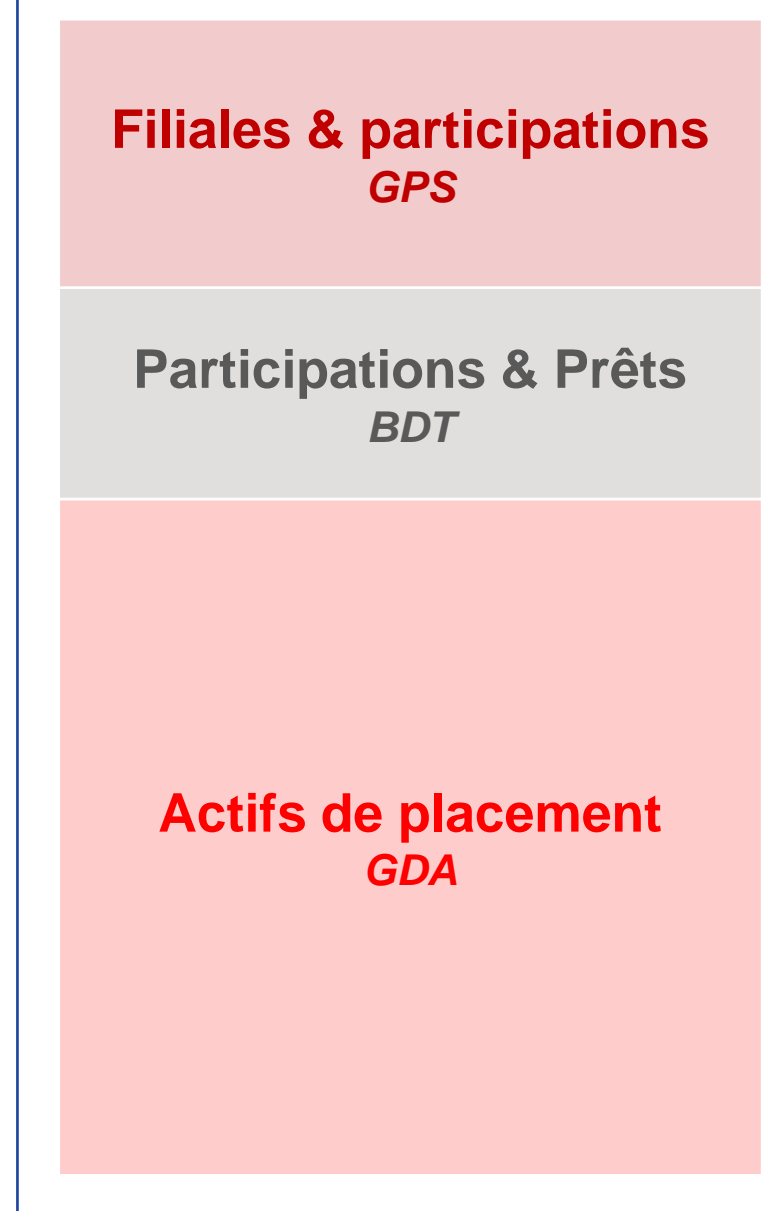 Filiales & participations
GPS
Participations & Prêts
BDT
Actifs de placement
GDA